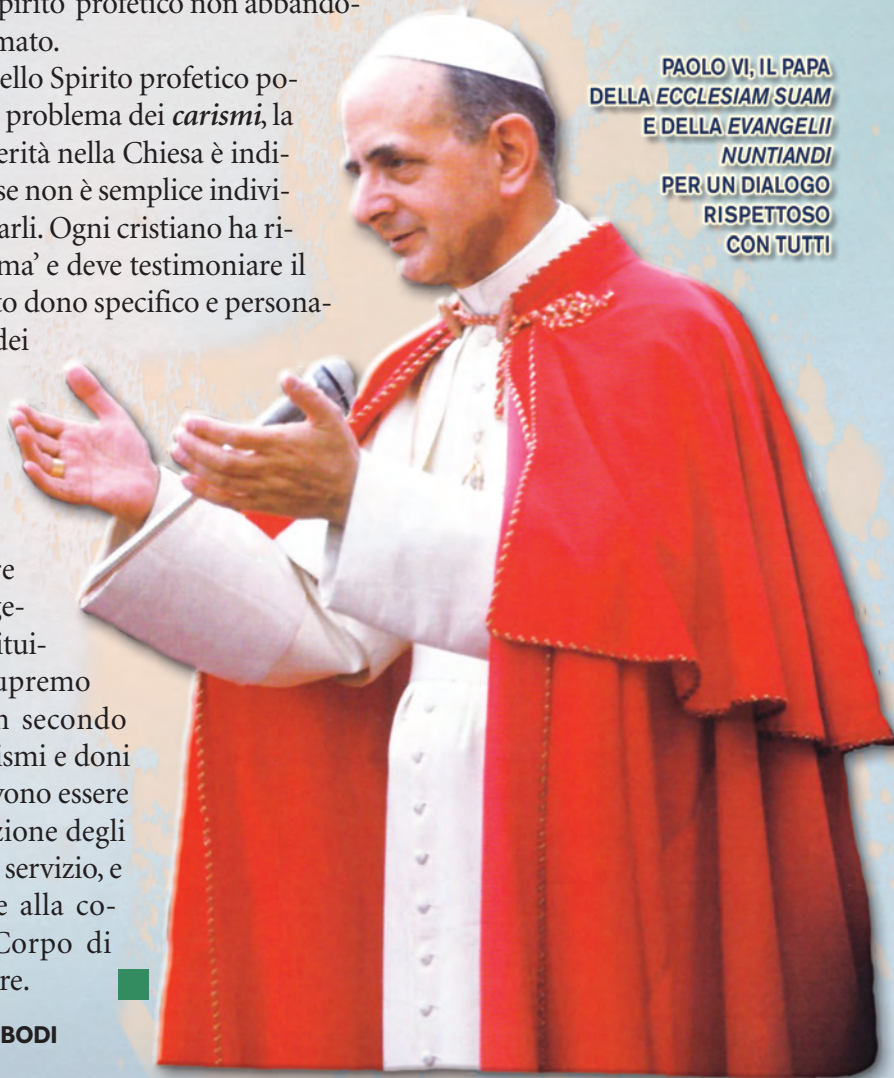 pirito profetico non abbando-
mato.
ello Spirito profetico po-
problema dei carismi, la
erità nella Chiesa è indi-
se non è semplice indivi-
arli. Ogni cristiano ha ri-
ma’ e deve testimoniare il
to dono specifico e persona-
dei
re
ge-
titui-
upremo
n secondo
ismi e doni
vono essere
zione degli
servizio, e
e alla co-
Corpo di
re.
BODI
PAOLO VI, IL PAPA
DELLA ECCLESIAM SUAM
E DELLA EVANGELII
NUNTIANDI
PER UN DIALOGO
RISPETTOSO
CON TUTTI